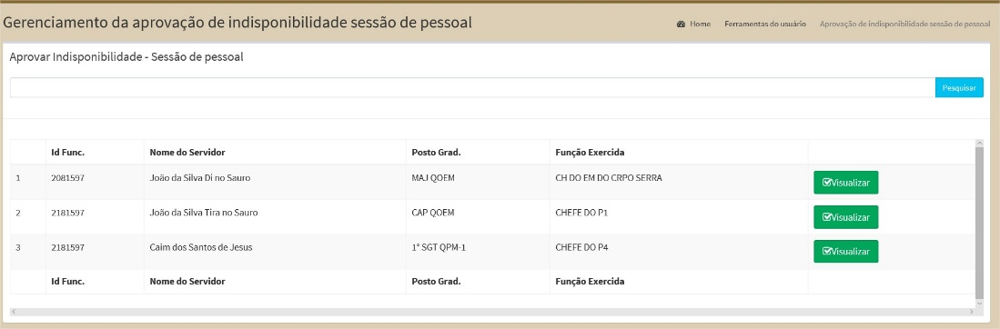 Gerenciamento da aprovação de indisponibilidade sessão de pessoal
Home Ferramentas do usuário Aprovação de indisponibilidade sessão de pessoal
Aprovar Indisponibilidade - Sessão de pessoal
Pesquisar
Id Func. Nome do Servidor Posto Grad. Função Exercida
1 2081597 João da Silva Di no Sauro MAJ QOEM CH DO EM DO CRPO SERRA Visualizar
2 2181597 João da Silva Tira no Sauro CAP QOEM CHEFE DO P1 Visualizar
3 2181597 Caim dos Santos de Jesus 1° SGT QPM-1 CHEFE DO P4 Visualizar
Id Func. Nome do Servidor Posto Grad. Função Exercida